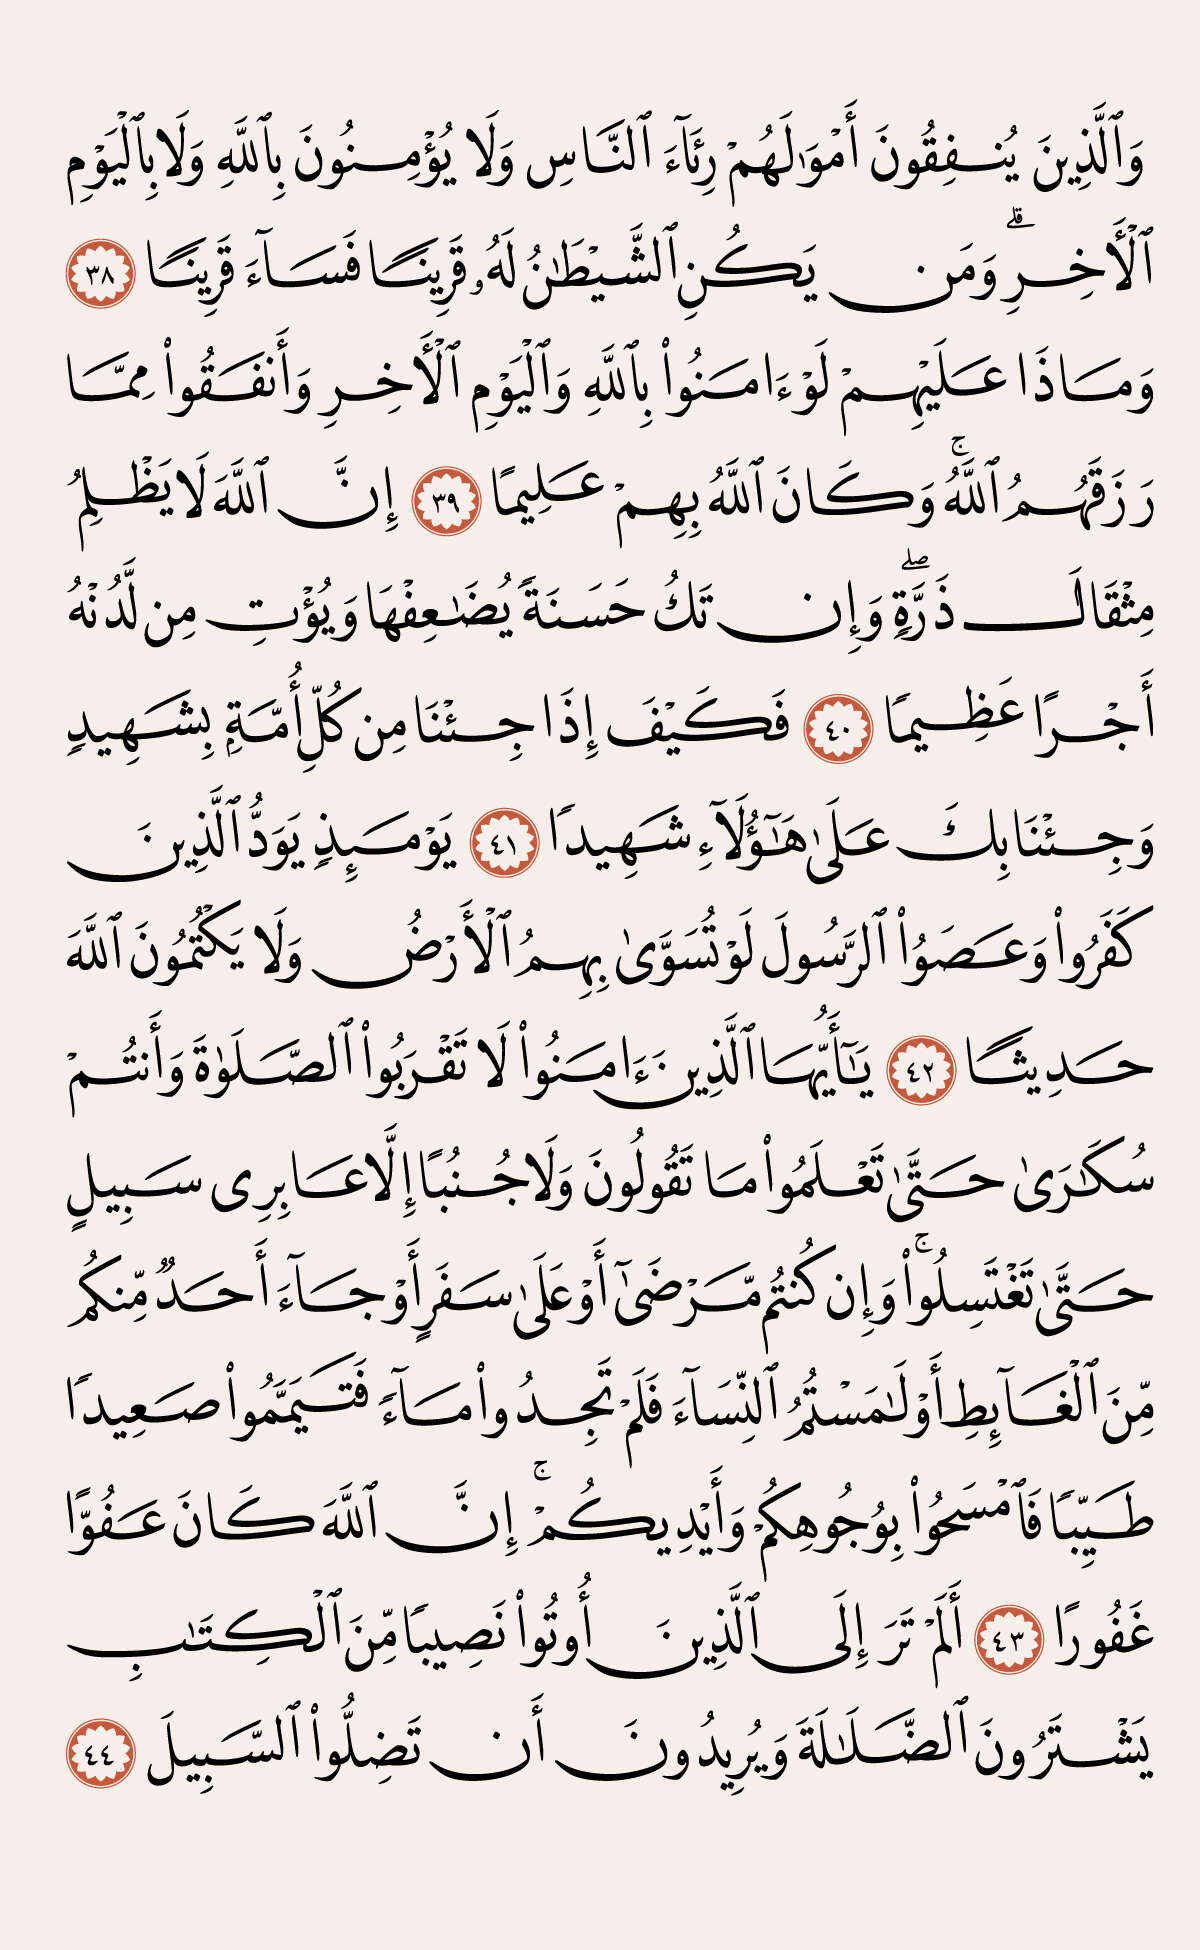 وَٱلَّذِينَ يُنفِقُونَ أَمْوَٰلَهُمْ رِئَآءَ ٱلنَّاسِ وَلَا يُؤْمِنُونَ بِٱللَّهِ وَلَا بِٱلْيَوْمِ
ٱلْأَخِرِ ۗ وَمَن يَكُنِ ٱلشَّيْطَٰنُ لَهُۥ قَرِينًا فَسَآءَ قَرِينًا ٣٨
وَمَاذَا عَلَيْهِمْ لَوْ ءَامَنُوا۟ بِٱللَّهِ وَٱلْيَوْمِ ٱلْأَخِرِ وَأَنفَقُوا۟ مِمَّا
رَزَقَهُمُ ٱللَّهُ ۚ وَكَانَ ٱللَّهُ بِهِمْ عَلِيمًا ٣٩ إِنَّ ٱللَّهَ لَا يَظْلِمُ
مِثْقَالَ ذَرَّةٍ ۖ وَإِن تَكُ حَسَنَةً يُضَٰعِفْهَا وَيُؤْتِ مِن لَّدُنْهُ
أَجْرًا عَظِيمًا ٤٠ فَكَيْفَ إِذَا جِئْنَا مِن كُلِّ أُمَّةٍۭ بِشَهِيدٍ
وَجِئْنَا بِكَ عَلَىٰ هَٰٓؤُلَآءِ شَهِيدًا ٤١ يَوْمَئِذٍ يَوَدُّ ٱلَّذِينَ
كَفَرُوا۟ وَعَصَوُا۟ ٱلرَّسُولَ لَوْ تُسَوَّىٰ بِهِمُ ٱلْأَرْضُ وَلَا يَكْتُمُونَ ٱللَّهَ
حَدِيثًا ٤٢ يَٰٓأَيُّهَا ٱلَّذِينَ ءَامَنُوا۟ لَا تَقْرَبُوا۟ ٱلصَّلَوٰةَ وَأَنتُمْ
سُكَٰرَىٰ حَتَّىٰ تَعْلَمُوا۟ مَا تَقُولُونَ وَلَا جُنُبًا إِلَّا عَابِرِى سَبِيلٍ
حَتَّىٰ تَغْتَسِلُوا۟ ۚ وَإِن كُنتُم مَّرْضَىٰٓ أَوْ عَلَىٰ سَفَرٍ أَوْ جَآءَ أَحَدٌ مِّنكُم
مِّنَ ٱلْغَآئِطِ أَوْ لَٰمَسْتُمُ ٱلنِّسَآءَ فَلَمْ تَجِدُوا۟ مَآءً فَتَيَمَّمُوا۟ صَعِيدًا
طَيِّبًا فَٱمْسَحُوا۟ بِوُجُوهِكُمْ وَأَيْدِيكُمْ ۚ إِنَّ ٱللَّهَ كَانَ عَفُوًّا
غَفُورًا ٤٣ أَلَمْ تَرَ إِلَى ٱلَّذِينَ أُوتُوا۟ نَصِيبًا مِّنَ ٱلْكِتَٰبِ
يَشْتَرُونَ ٱلضَّلَٰلَةَ وَيُرِيدُونَ أَن تَضِلُّوا۟ ٱلسَّبِيلَ ٤٤